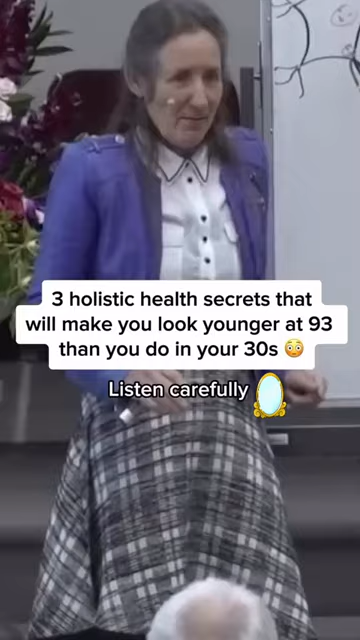 3 holistic health secrets that
will make you look younger at 93
than you do in your 30s 😳
Listen carefully